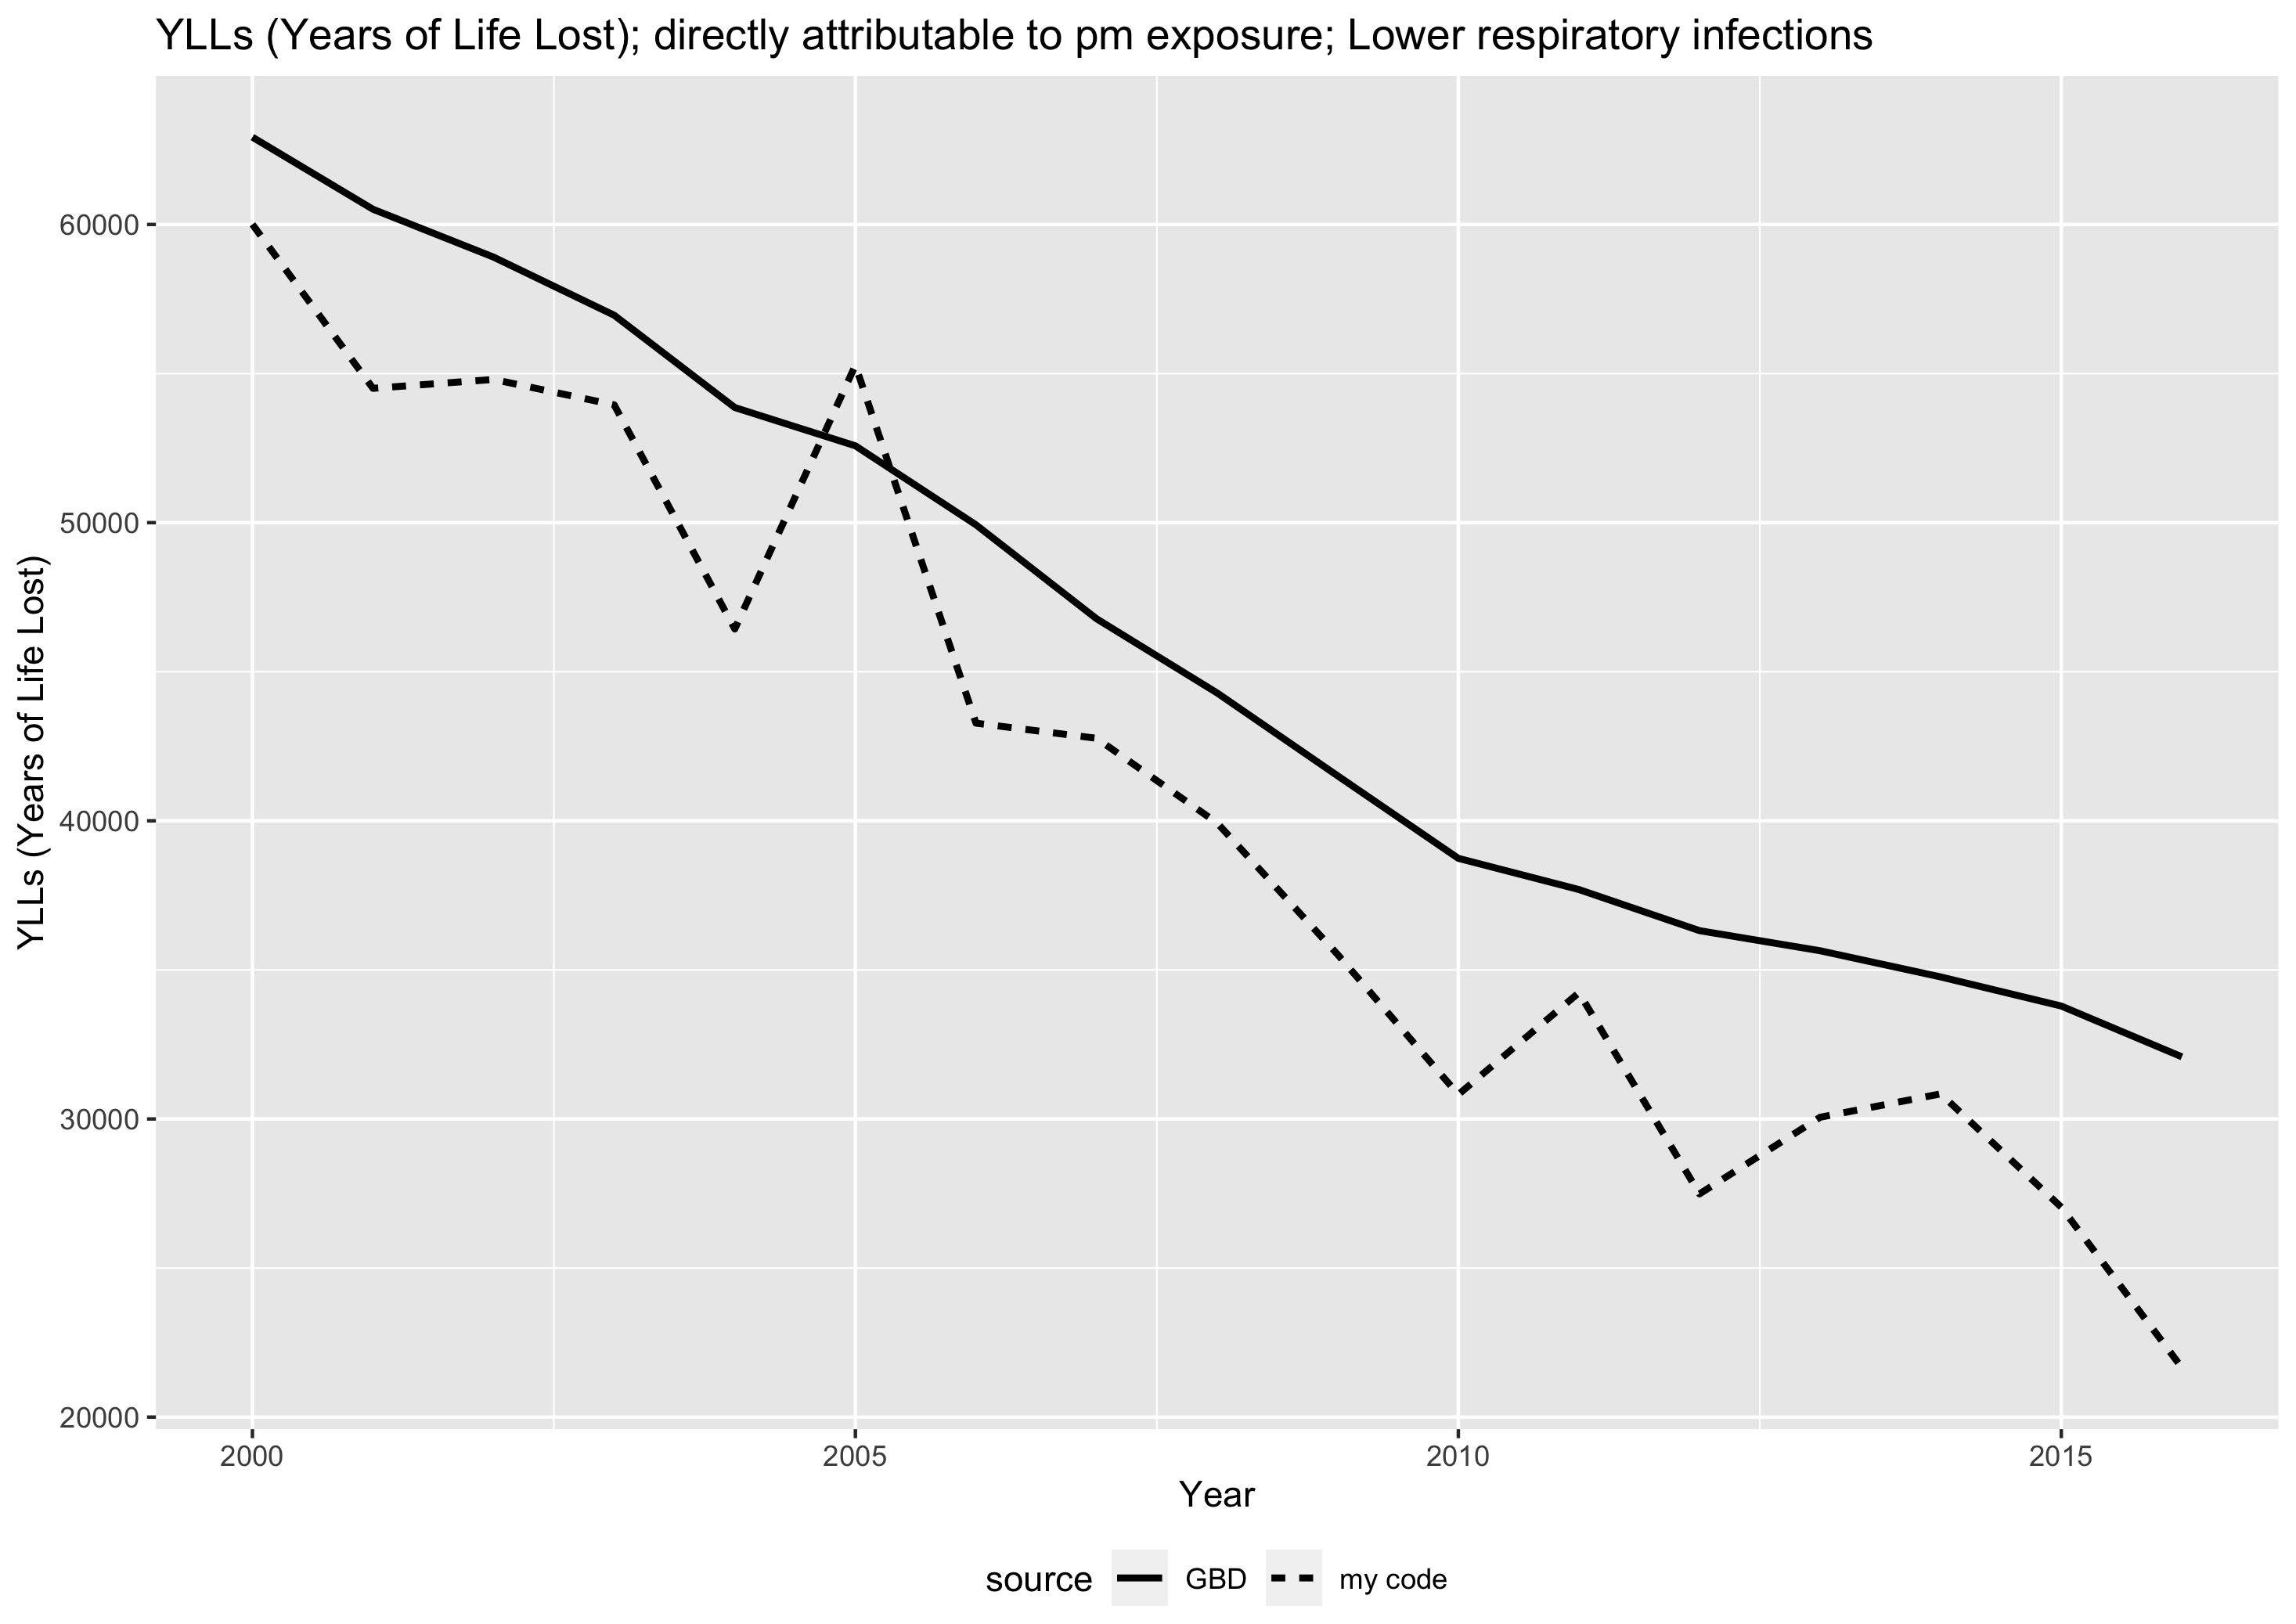 YLLs (Years of Life Lost); directly attributable to pm exposure; Lower respiratory infections
YLLs (Years of Life Lost)
60000
50000
40000
30000
20000
2000
2005
2010
2015
Year
source
GBD
my code